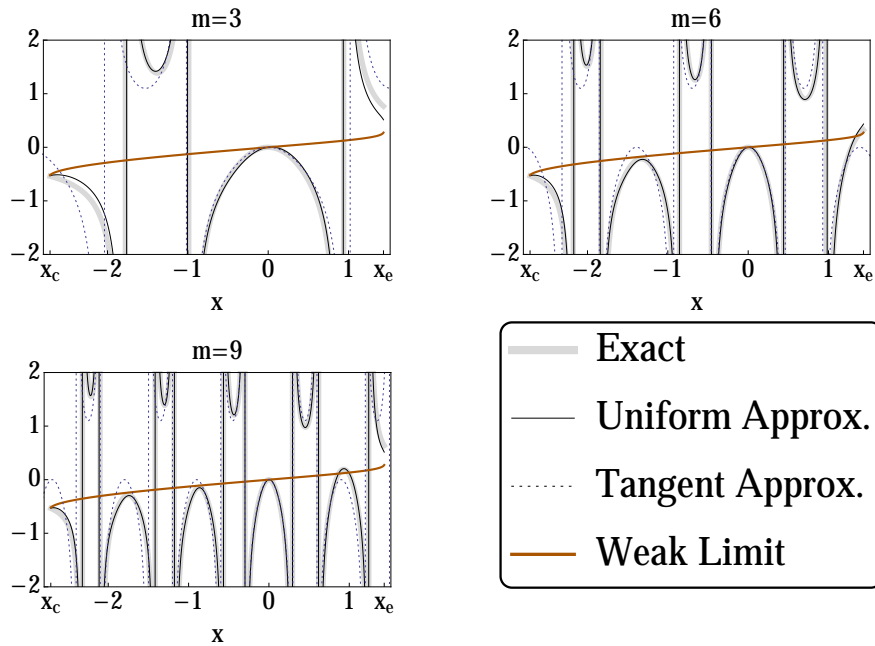 m=3
2
1
0
−1
−2
x_c
−2
−1
0
1
x_e
x
m=6
2
1
0
−1
−2
x_c
−2
−1
0
1
x_e
x
m=9
2
1
0
−1
−2
x_c
−2
−1
0
1
x_e
x
Exact
Uniform Approx.
Tangent Approx.
Weak Limit